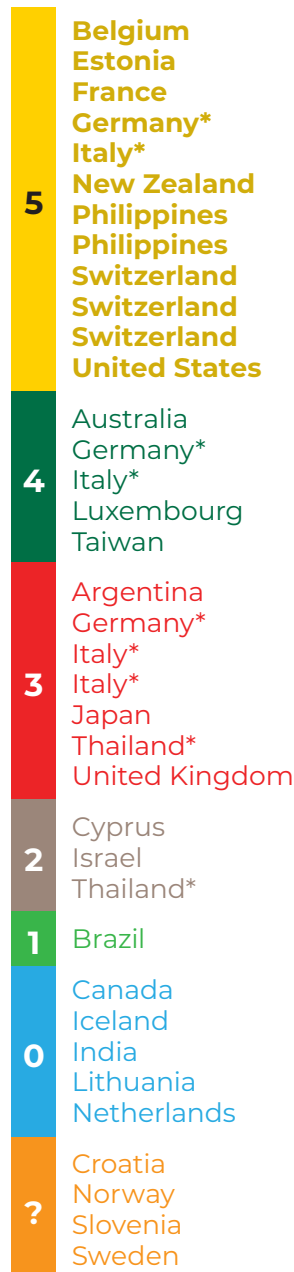 5
Belgium
Estonia
France
Germany*
Italy*
New Zealand
Philippines
Philippines
Switzerland
Switzerland
Switzerland
United States
4
Australia
Germany*
Italy*
Luxembourg
Taiwan
3
Argentina
Germany*
Italy*
Italy*
Japan
Thailand*
United Kingdom
2
Cyprus
Israel
Thailand*
1
Brazil
0
Canada
Iceland
India
Lithuania
Netherlands
?
Croatia
Norway
Slovenia
Sweden